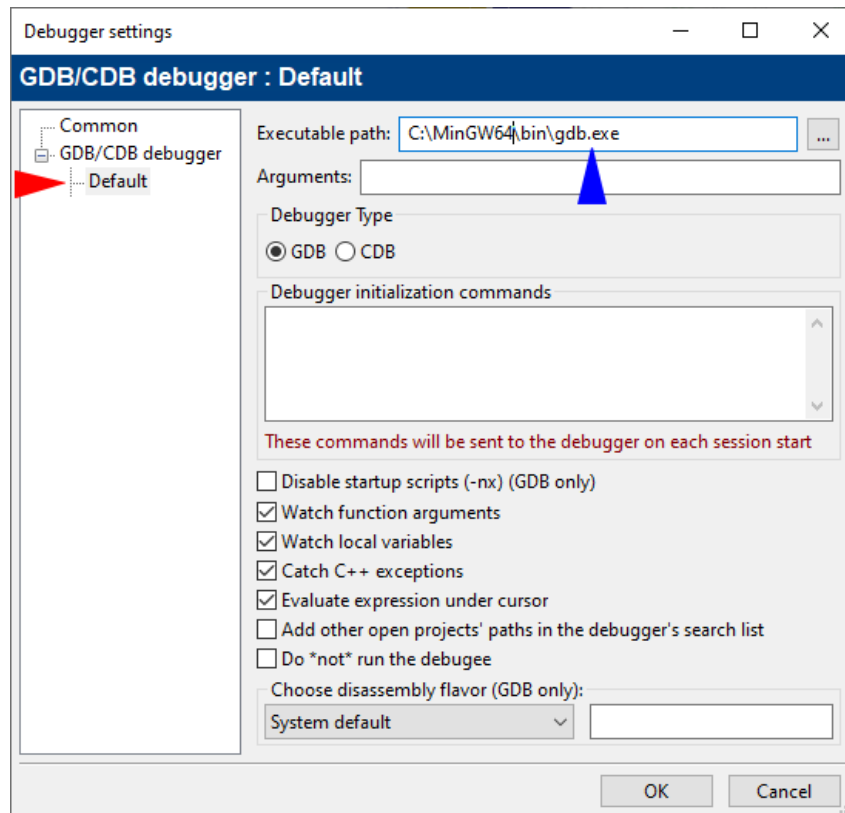 Debugger settings
GDB/CDB debugger : Default
Common
GDB/CDB debugger
Default
Executable path: C:\MinGW64\bin\gdb.exe ...
Arguments:
Debugger Type
GDB CDB
Debugger initialization commands
These commands will be sent to the debugger on each session start
Disable startup scripts (-nx) (GDB only)
Watch function arguments
Watch local variables
Catch C++ exceptions
Evaluate expression under cursor
Add other open projects' paths in the debugger's search list
Do *not* run the debugee
Choose disassembly flavor (GDB only):
System default
OK Cancel